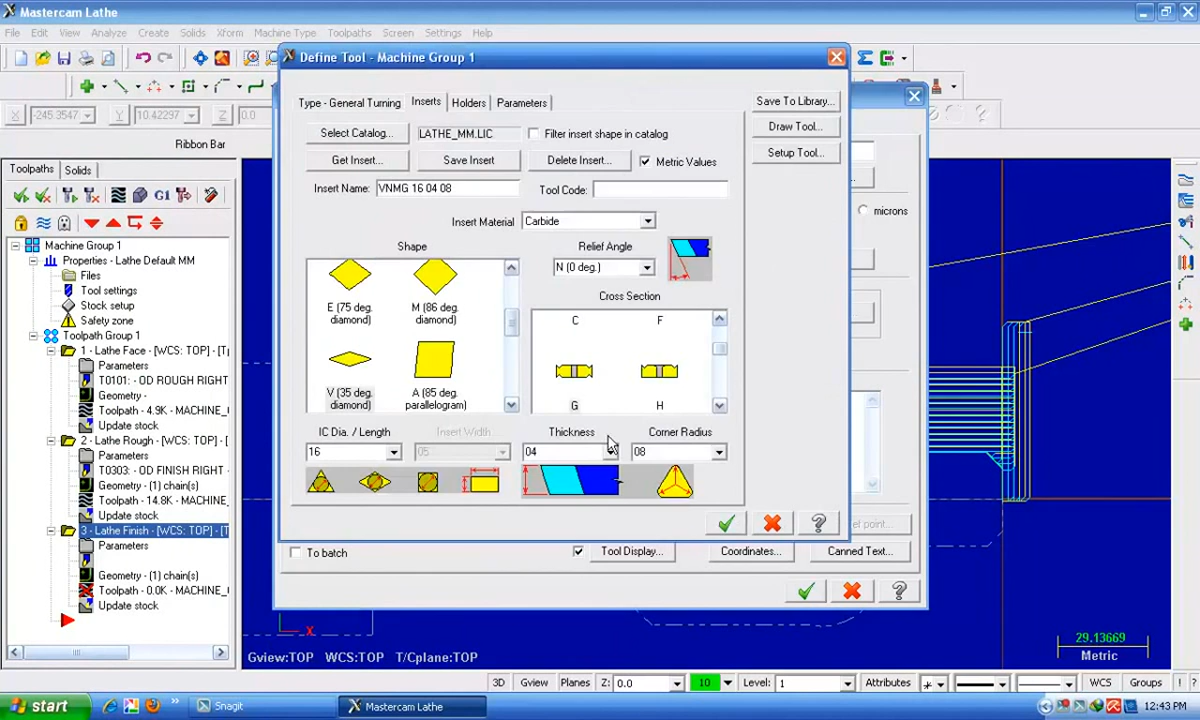 Mastercam Lathe
File Edit View Analyze Create Solids Xform Machine Type Toolpaths Screen Settings Help
X -245.3547 Y 10.42297 Z 0.0
Ribbon Bar
Toolpaths Solids
G1
Machine Group 1
Properties - Lathe Default MM
Files
Tool settings
Stock setup
Safety zone
Toolpath Group 1
1 - Lathe Face - [WCS: TOP] - [T
Parameters
T0101: - OD ROUGH RIGHT
Geometry -
Toolpath - 4.9K - MACHINE_
Update stock
2 - Lathe Rough - [WCS: TOP] - [
Parameters
T0303: - OD FINISH RIGHT
Geometry - (1) chain(s)
Toolpath - 14.8K - MACHINE_
Update stock
3 - Lathe Finish - [WCS: TOP] - [T
Parameters
Geometry - (1) chain(s)
Toolpath - 0.0K - MACHINE_
Update stock
Define Tool - Machine Group 1
Type - General Turning Inserts Holders Parameters
Save To Library...
Draw Tool...
Setup Tool...
Select Catalog... LATHE_MM.LIC Filter insert shape in catalog
Get Insert... Save Insert Delete Insert... Metric Values
Insert Name: VNMG 16 04 08 Tool Code:
Insert Material Carbide
Shape Relief Angle
N (0 deg.)
Cross Section
E (75 deg. diamond) M (86 deg. diamond) C F
V (35 deg. diamond) A (85 deg. parallelogram) G H
IC Dia. / Length Insert Width Thickness Corner Radius
16 05 04 08
microns
el point...
To batch Tool Display... Coordinates... Canned Text...
X
Gview:TOP WCS:TOP T/Cplane:TOP
29.13669
Metric
3D Gview Planes Z: 0.0 10 Level: 1 Attributes WCS Groups
start Snagit Mastercam Lathe 12:43 PM